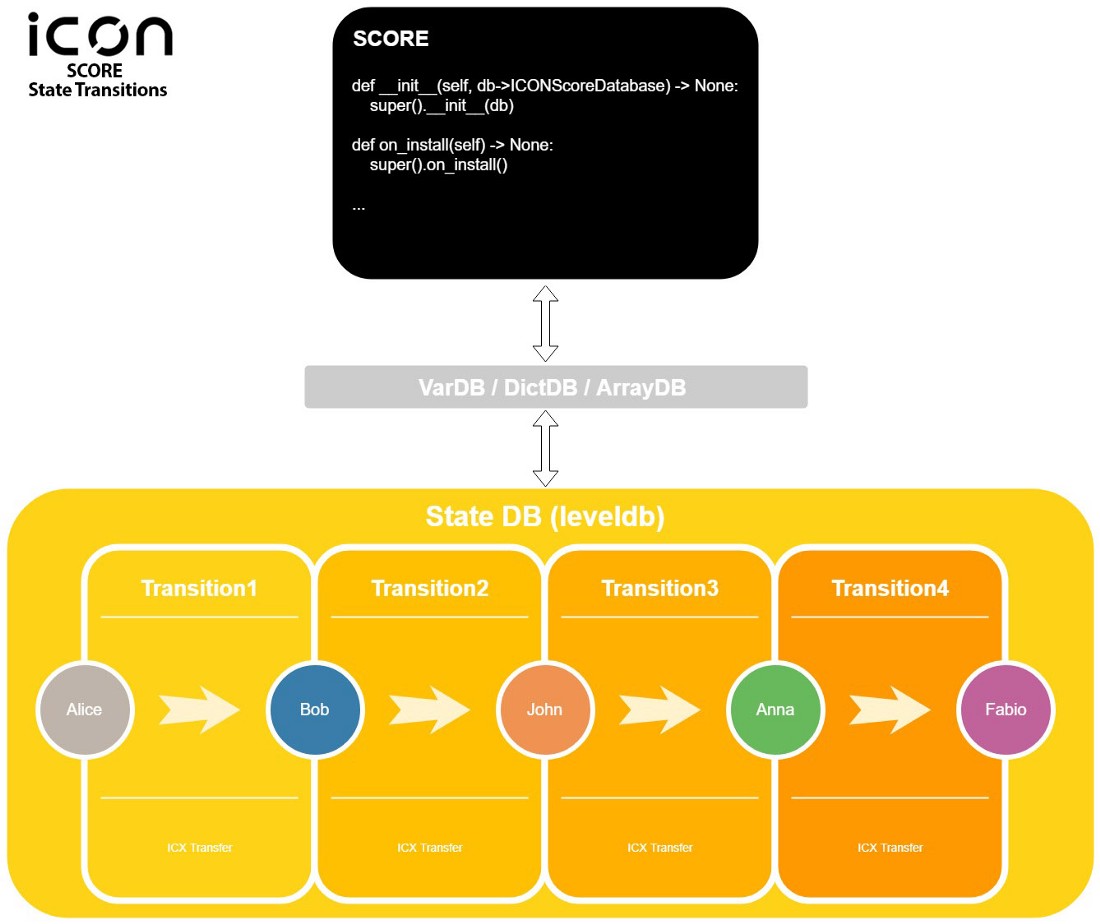 icon
SCORE
State Transitions
SCORE
def __init__(self, db->ICONScoreDatabase) -> None:
super().__init__(db)
def on_install(self) -> None:
super().on_install()
...
VarDB / DictDB / ArrayDB
State DB (leveldb)
Transition1
Transition2
Transition3
Transition4
Alice
Bob
John
Anna
Fabio
ICX Transfer
ICX Transfer
ICX Transfer
ICX Transfer